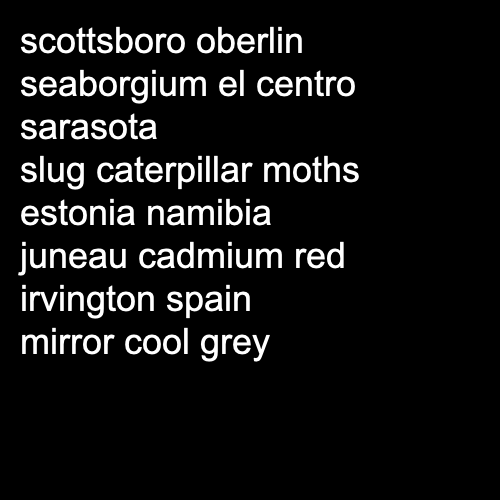 scottsboro oberlin
seaborgium el centro
sarasota
slug caterpillar moths
estonia namibia
juneau cadmium red
irvington spain
mirror cool grey